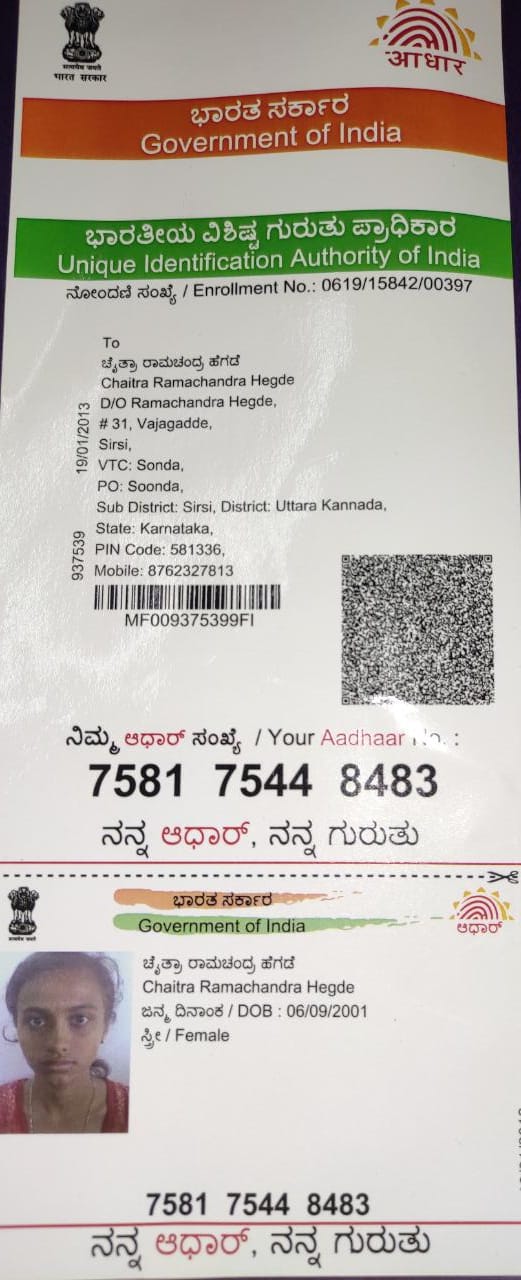 सत्यमेव जयते
भारत सरकार
आधार
ಭಾರತ ಸರ್ಕಾರ
Government of India
ಭಾರತೀಯ ವಿಶಿಷ್ಟ ಗುರುತು ಪ್ರಾಧಿಕಾರ
Unique Identification Authority of India
ನೋಂದಣಿ ಸಂಖ್ಯೆ / Enrollment No.: 0619/15842/00397
To
ಚೈತ್ರಾ ರಾಮಚಂದ್ರ ಹೆಗಡೆ
Chaitra Ramachandra Hegde
D/O Ramachandra Hegde,
# 31, Vajagadde,
Sirsi,
VTC: Sonda,
PO: Soonda,
Sub District: Sirsi, District: Uttara Kannada,
State: Karnataka,
PIN Code: 581336,
Mobile: 8762327813
19/01/2013
937539
MF009375399FI
ನಿಮ್ಮ ಆಧಾರ್ ಸಂಖ್ಯೆ / Your Aadhaar No. :
7581 7544 8483
ನನ್ನ ಆಧಾರ್, ನನ್ನ ಗುರುತು
ಭಾರತ ಸರ್ಕಾರ
Government of India
ಆಧಾರ್
ಚೈತ್ರಾ ರಾಮಚಂದ್ರ ಹೆಗಡೆ
Chaitra Ramachandra Hegde
ಜನ್ಮ ದಿನಾಂಕ / DOB : 06/09/2001
ಸ್ತ್ರೀ / Female
7581 7544 8483
ನನ್ನ ಆಧಾರ್, ನನ್ನ ಗುರುತು